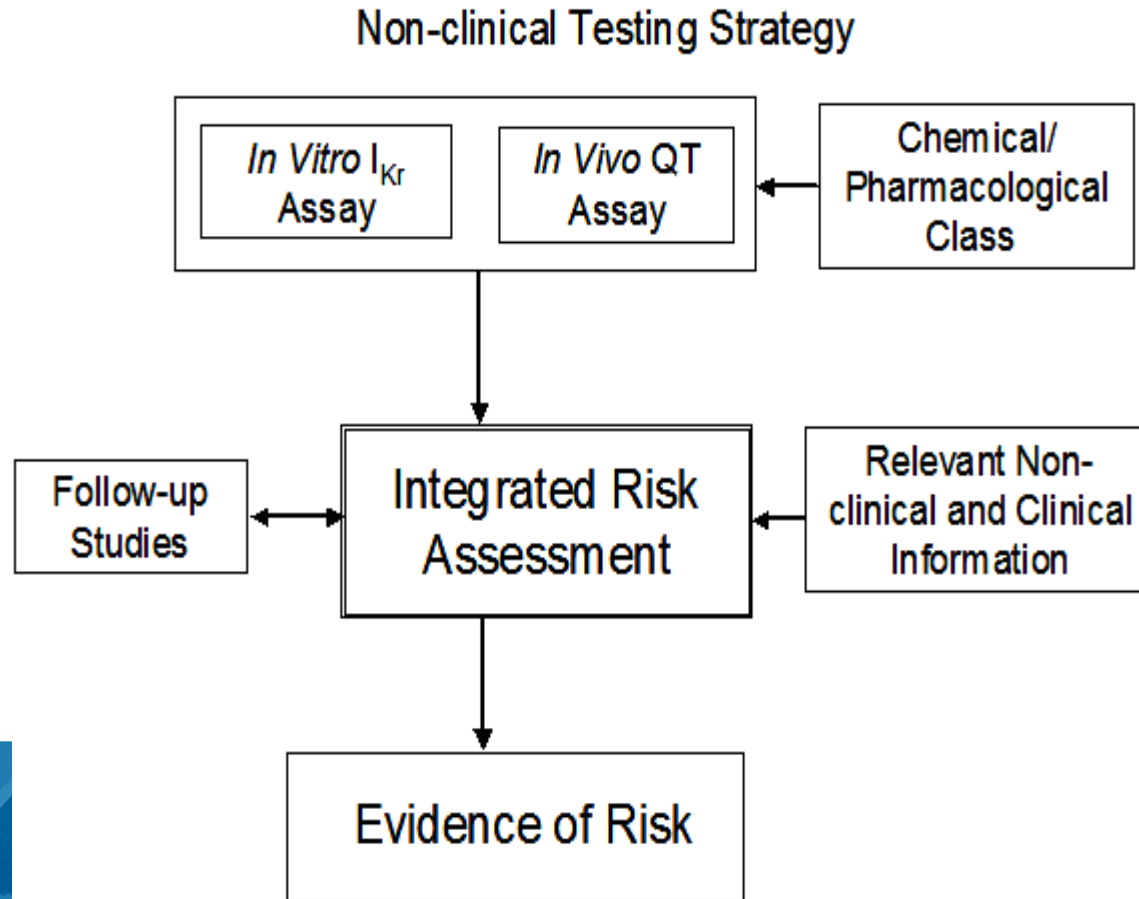 Non-clinical Testing Strategy
In Vitro IKr
Assay
In Vivo QT
Assay
Chemical/
Pharmacological
Class
Follow-up
Studies
Integrated Risk
Assessment
Relevant Non-
clinical and Clinical
Information
Evidence of Risk